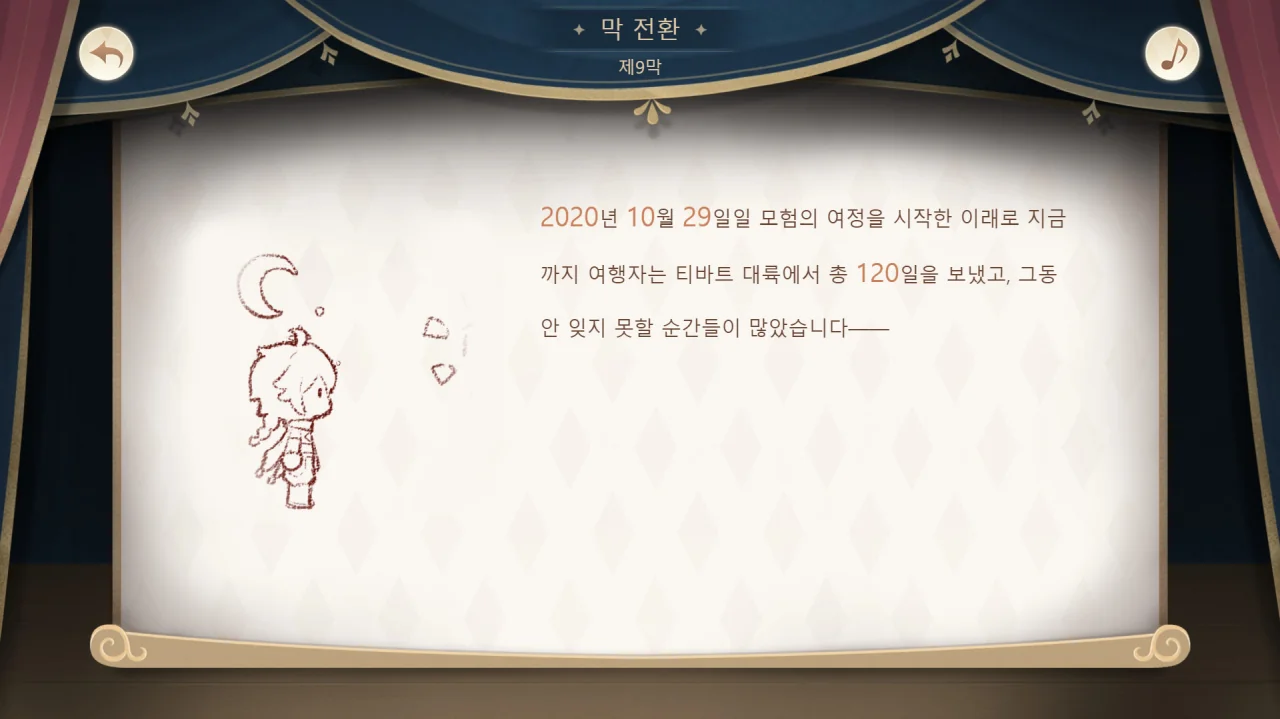 막 전환
제9막
2020년 10월 29일일 모험의 여정을 시작한 이래로 지금
까지 여행자는 티바트 대륙에서 총 120일을 보냈고, 그동
안 잊지 못할 순간들이 많았습니다——